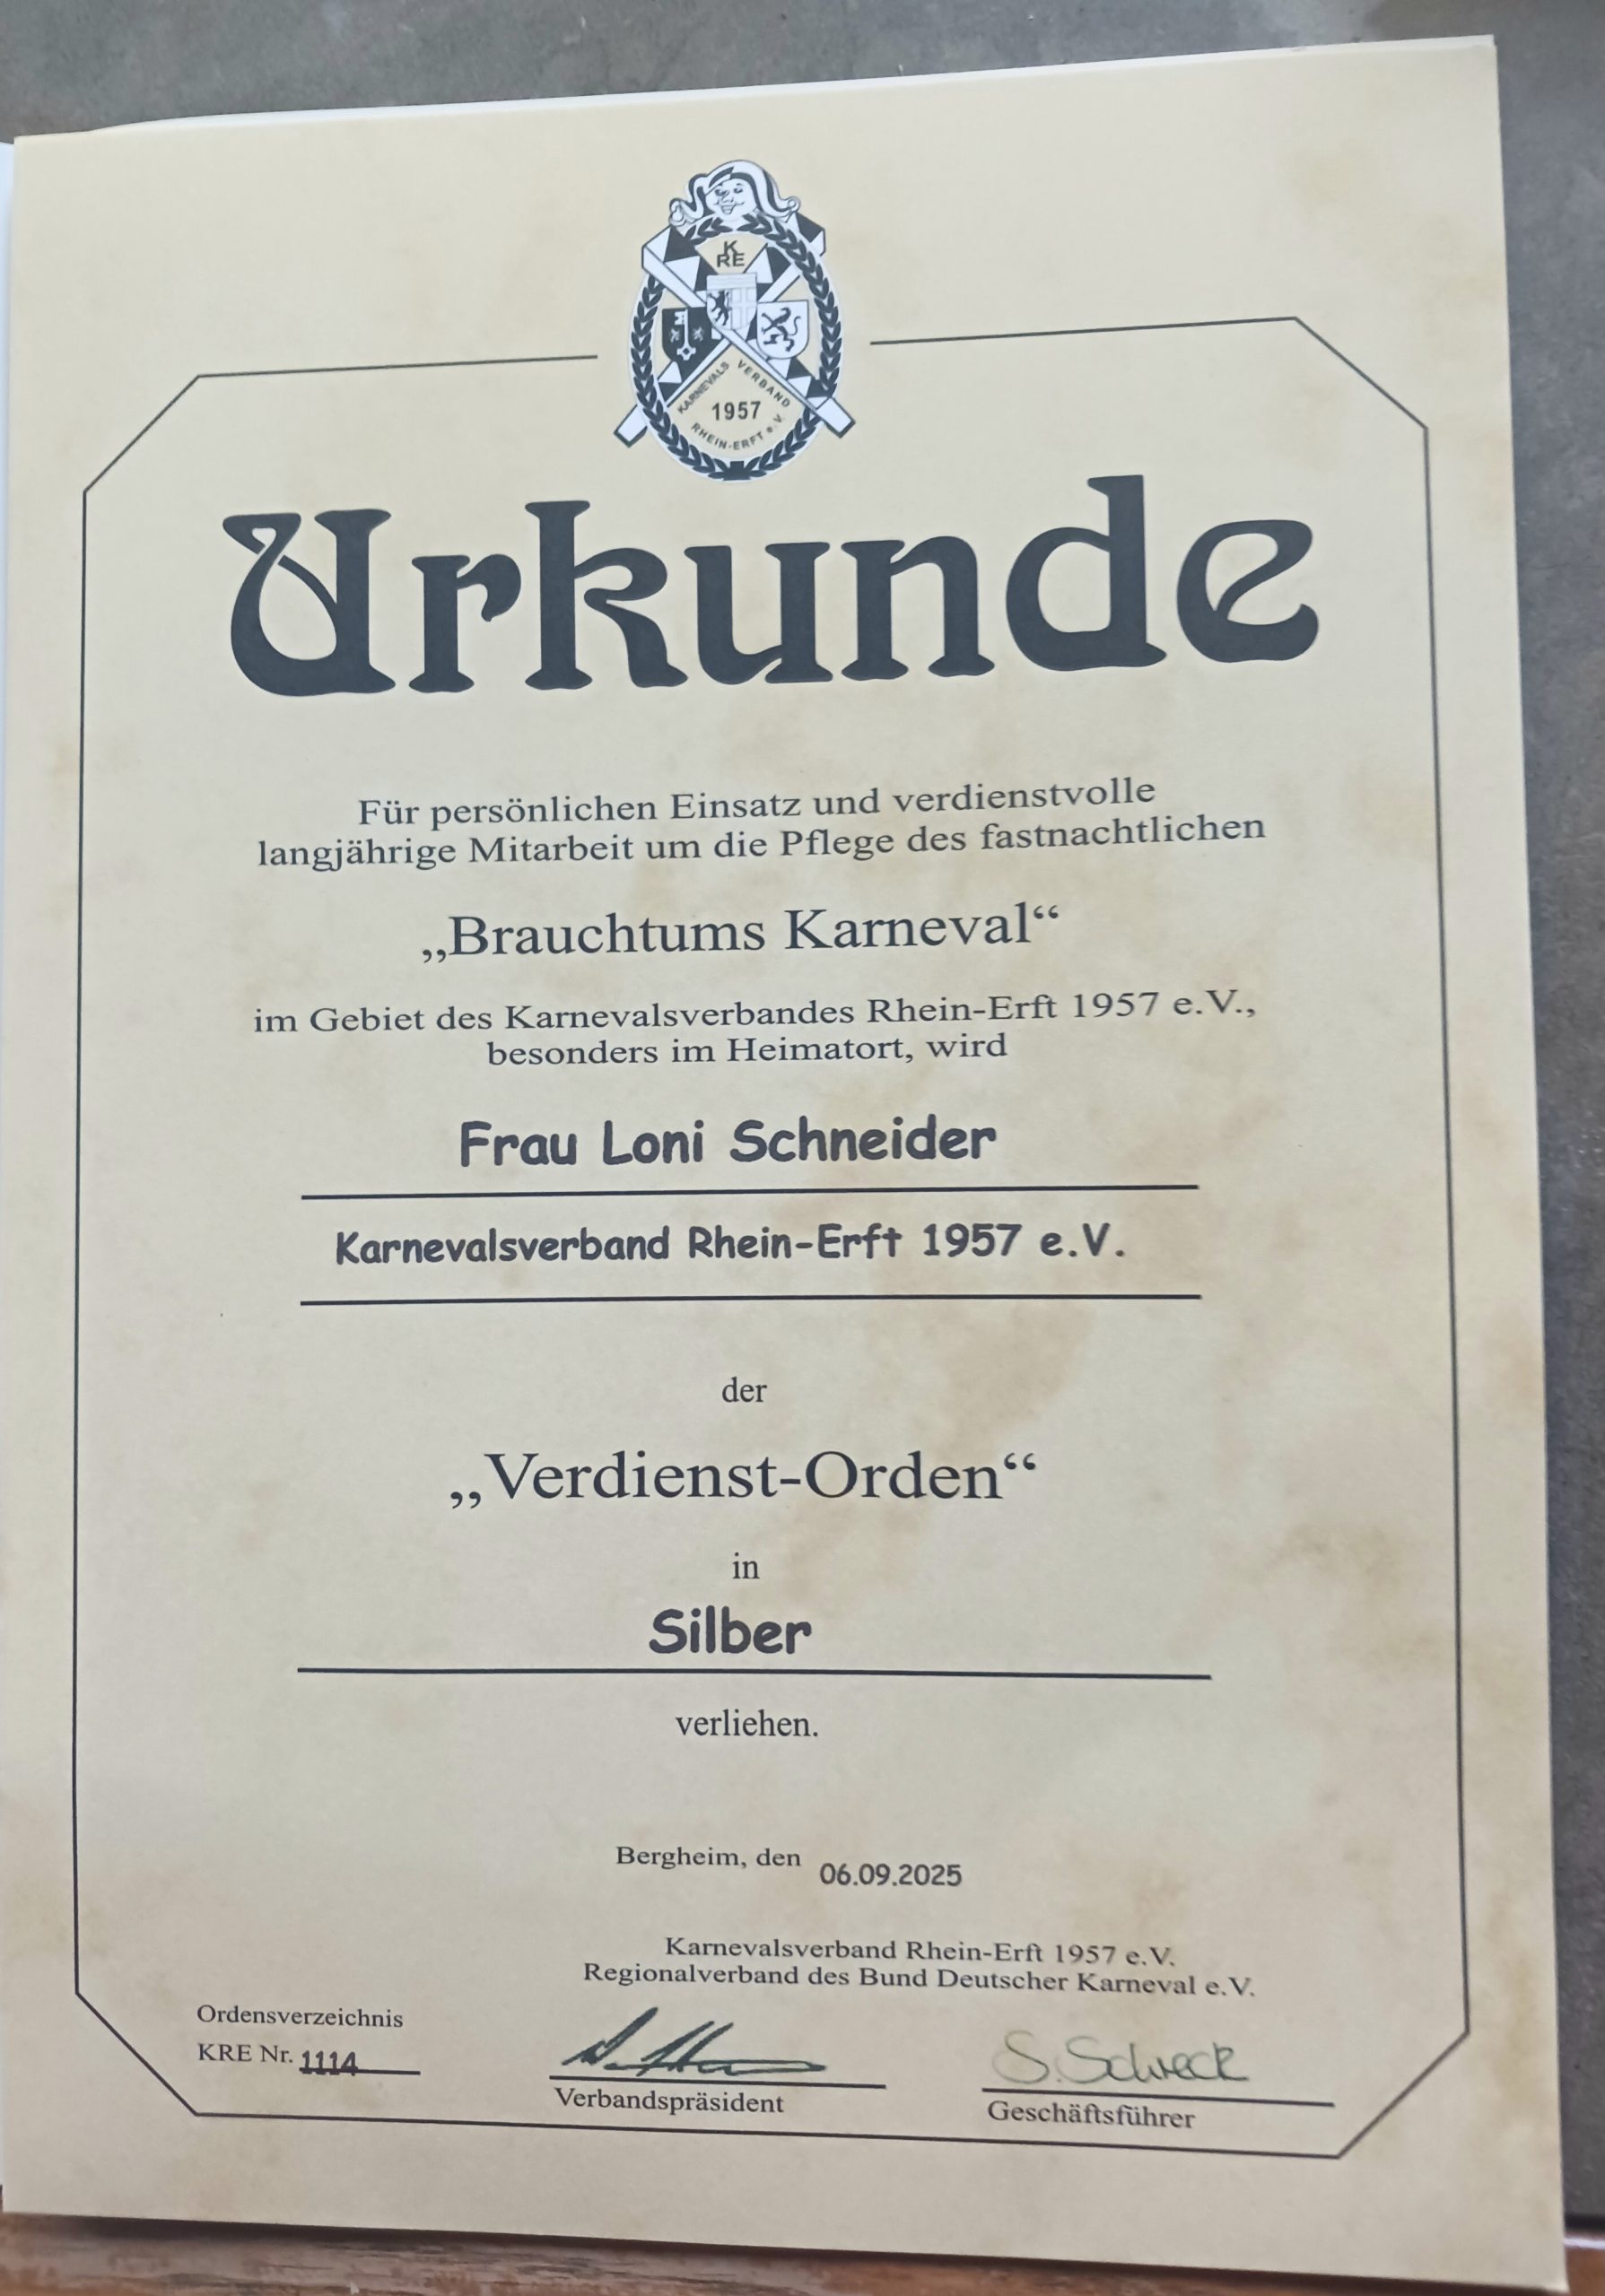 K
RE
KARNEVALS VERBAND
1957
RHEIN-ERFT e.V.
Urkunde
Für persönlichen Einsatz und verdienstvolle
langjährige Mitarbeit um die Pflege des fastnachtlichen
„Brauchtums Karneval“
im Gebiet des Karnevalsverbandes Rhein-Erft 1957 e.V.,
besonders im Heimatort, wird
Frau Loni Schneider
Karnevalsverband Rhein-Erft 1957 e.V.
der
„Verdienst-Orden“
in
Silber
verliehen.
Bergheim, den 06.09.2025
Karnevalsverband Rhein-Erft 1957 e.V.
Regionalverband des Bund Deutscher Karneval e.V.
Ordensverzeichnis
KRE Nr. 1114
S. Schreck
Verbandspräsident
Geschäftsführer